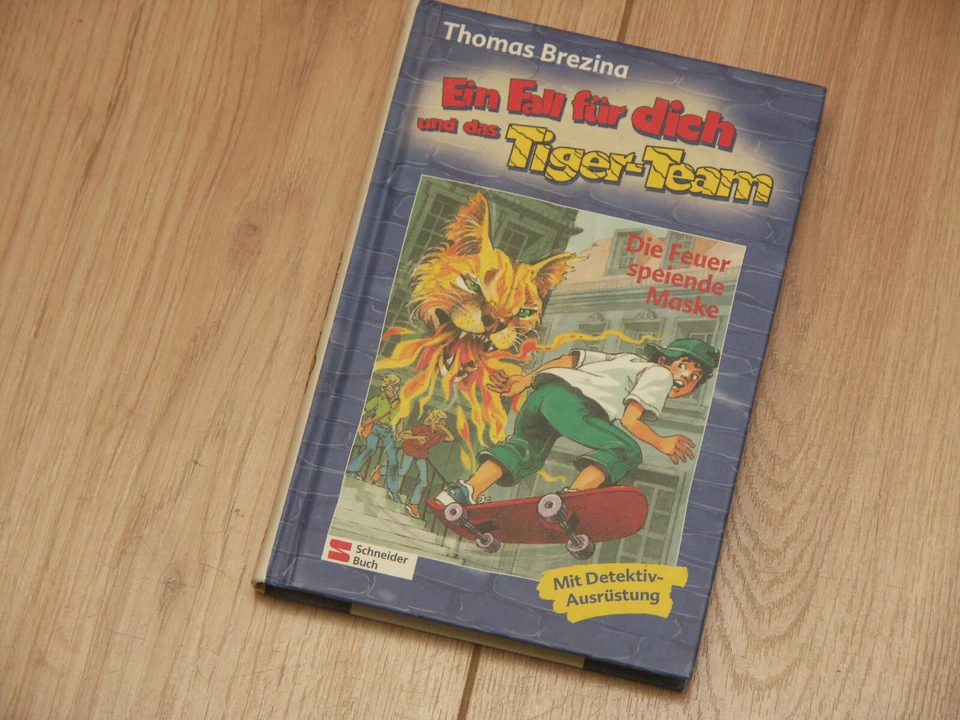 Thomas Brezina
Ein Fall für dich
und das Tiger-Team
Die Feuer
speiende
Maske
Schneider
Buch
Mit Detektiv-
Ausrüstung